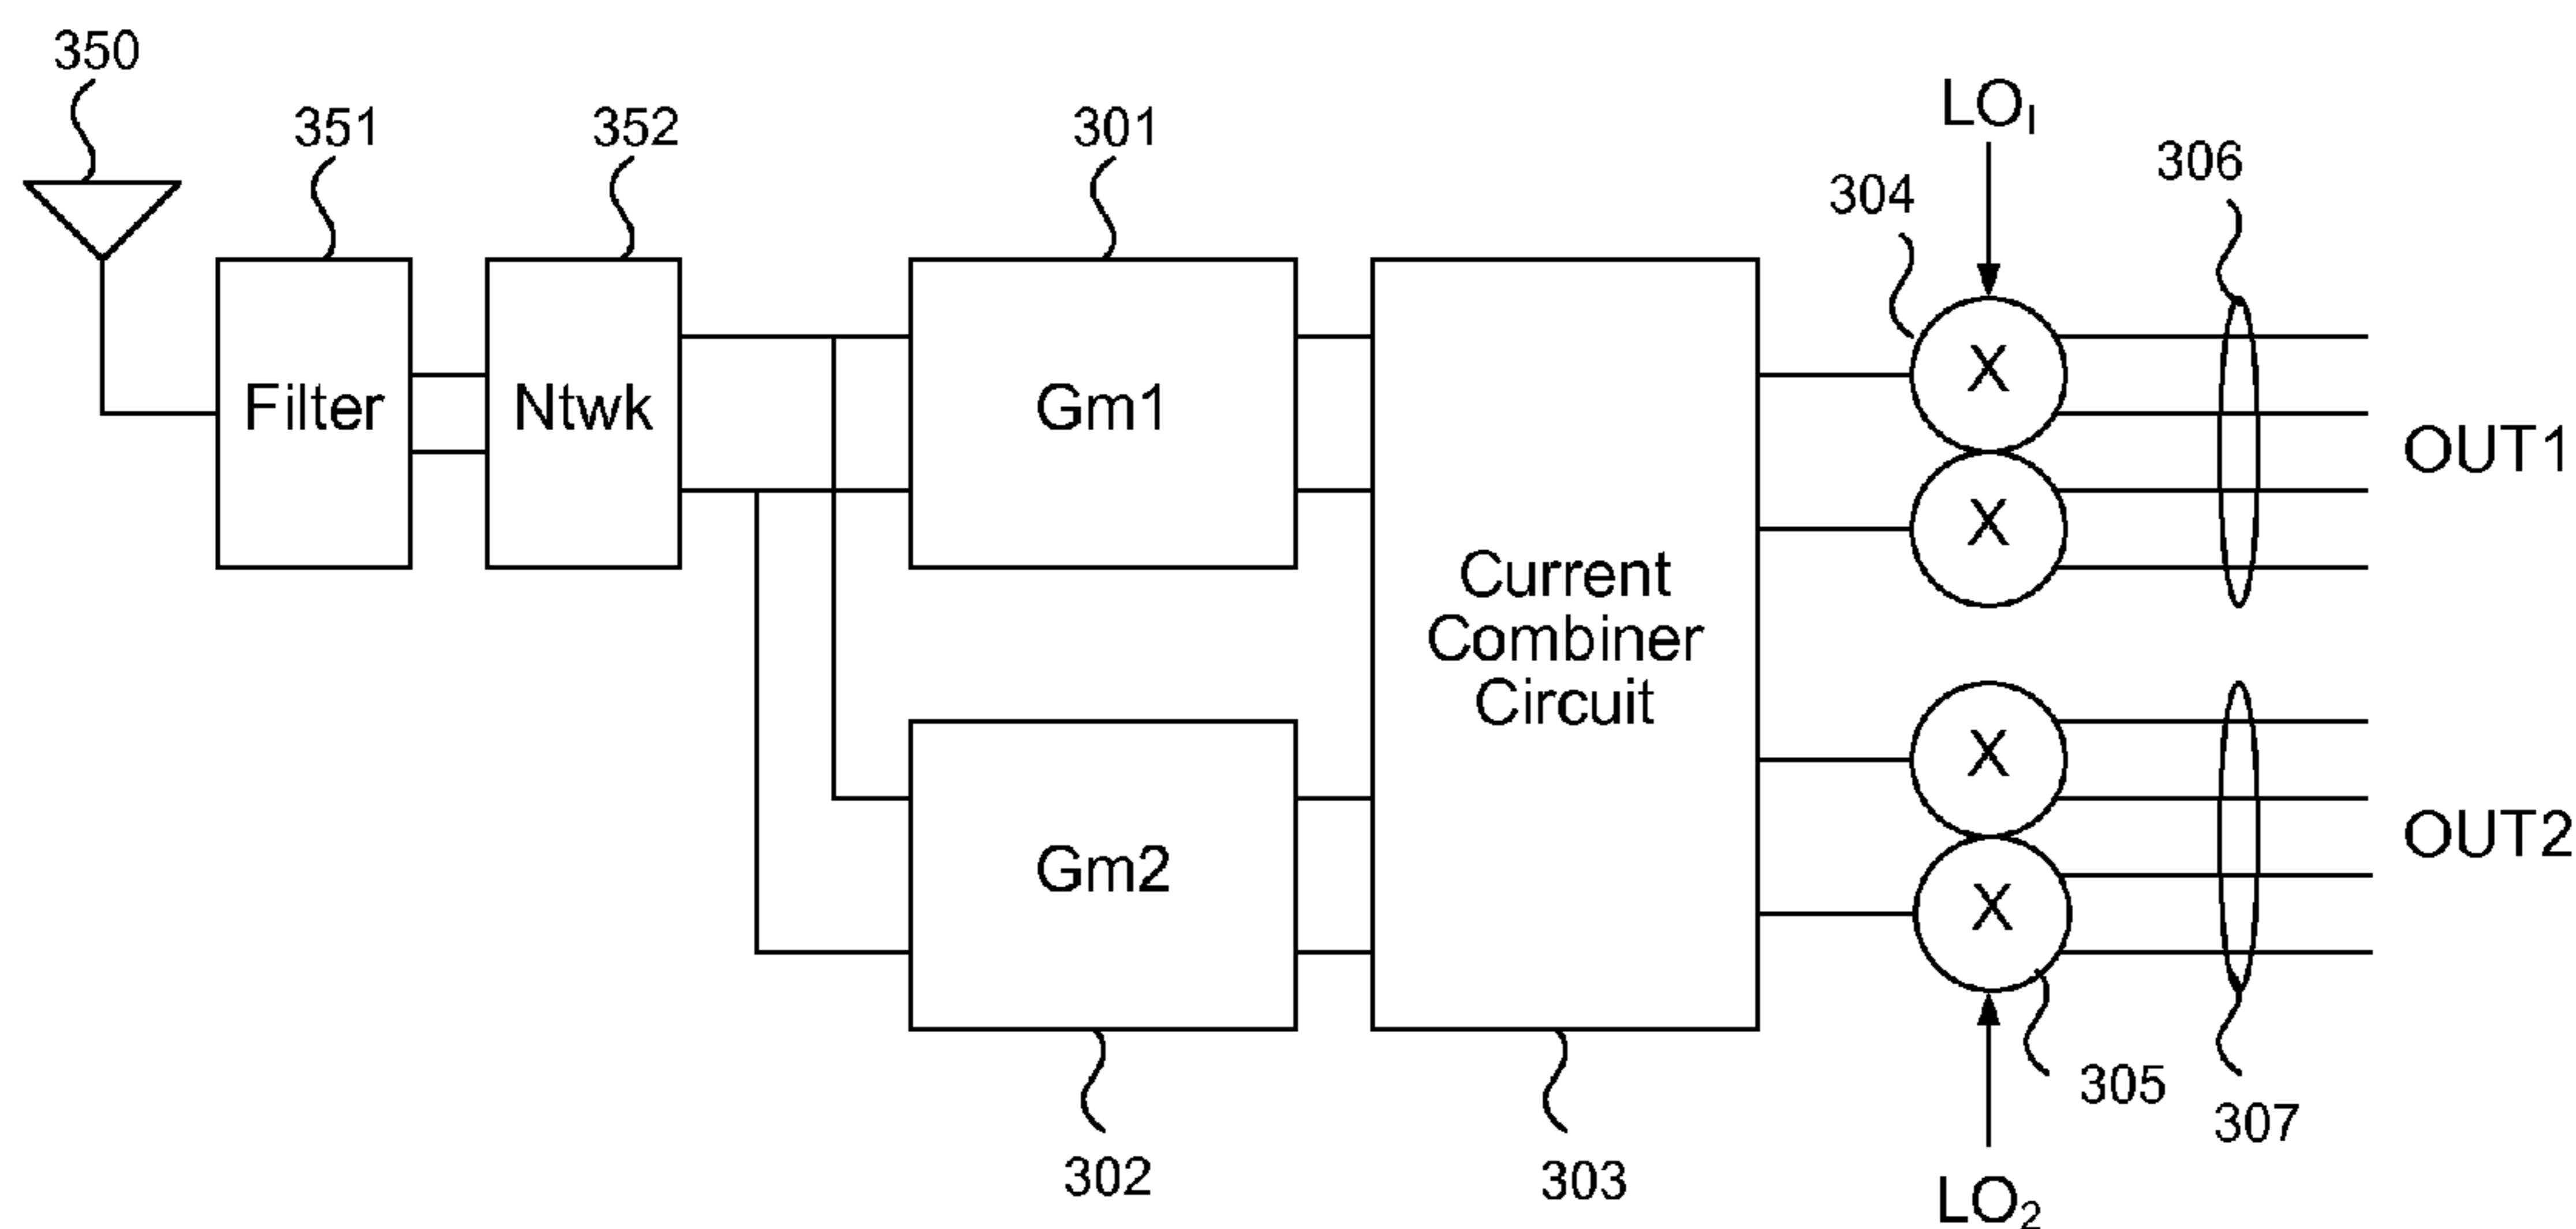 350
351
352
301
LOI
304
306
Filter
Ntwk
Gm1
X
OUT1
X
Current
Combiner
Circuit
X
OUT2
Gm2
X
305
307
302
303
LO2